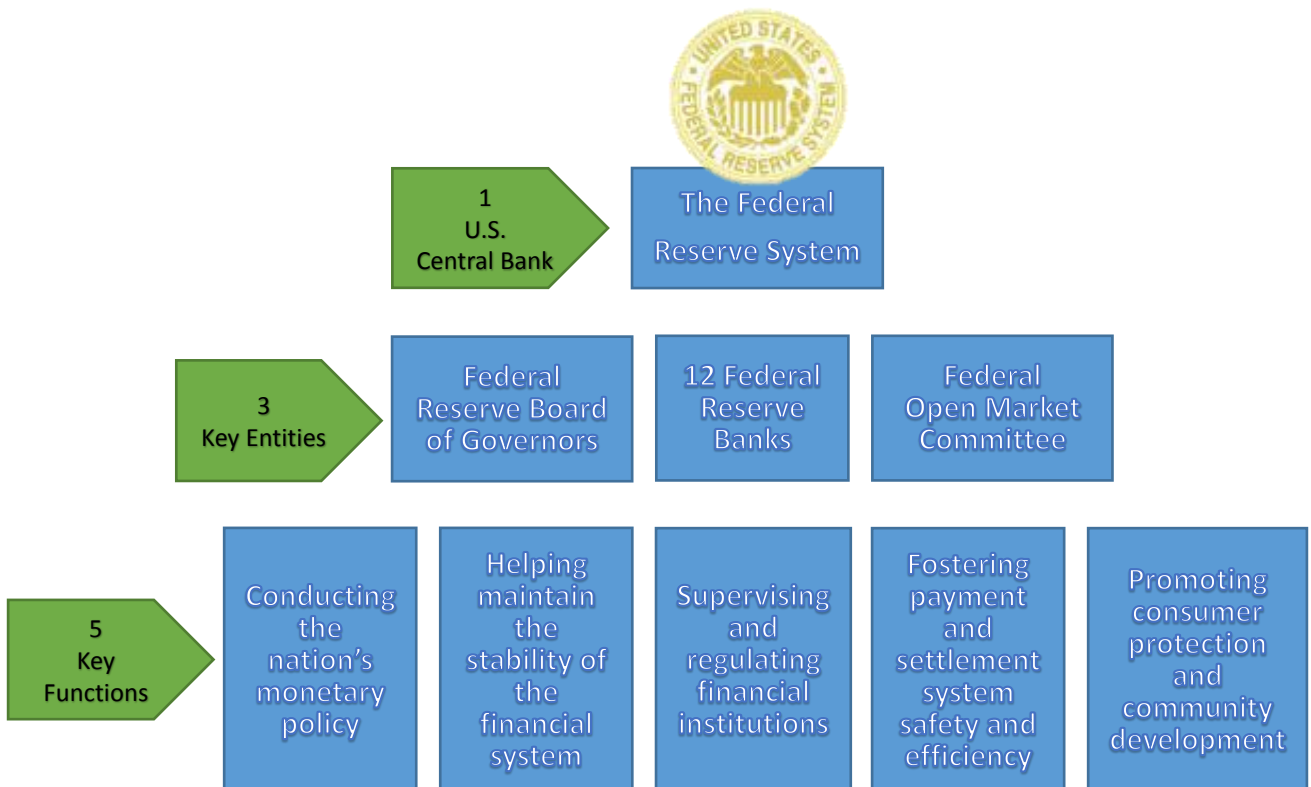 UNITED STATES
FEDERAL RESERVE SYSTEM
1
U.S.
Central Bank
The Federal
Reserve System
3
Key Entities
Federal
Reserve Board
of Governors
12 Federal
Reserve
Banks
Federal
Open Market
Committee
5
Key
Functions
Conducting
the
nation’s
monetary
policy
Helping
maintain
the
stability of
the
financial
system
Supervising
and
regulating
financial
institutions
Fostering
payment
and
settlement
system
safety and
efficiency
Promoting
consumer
protection
and
community
development